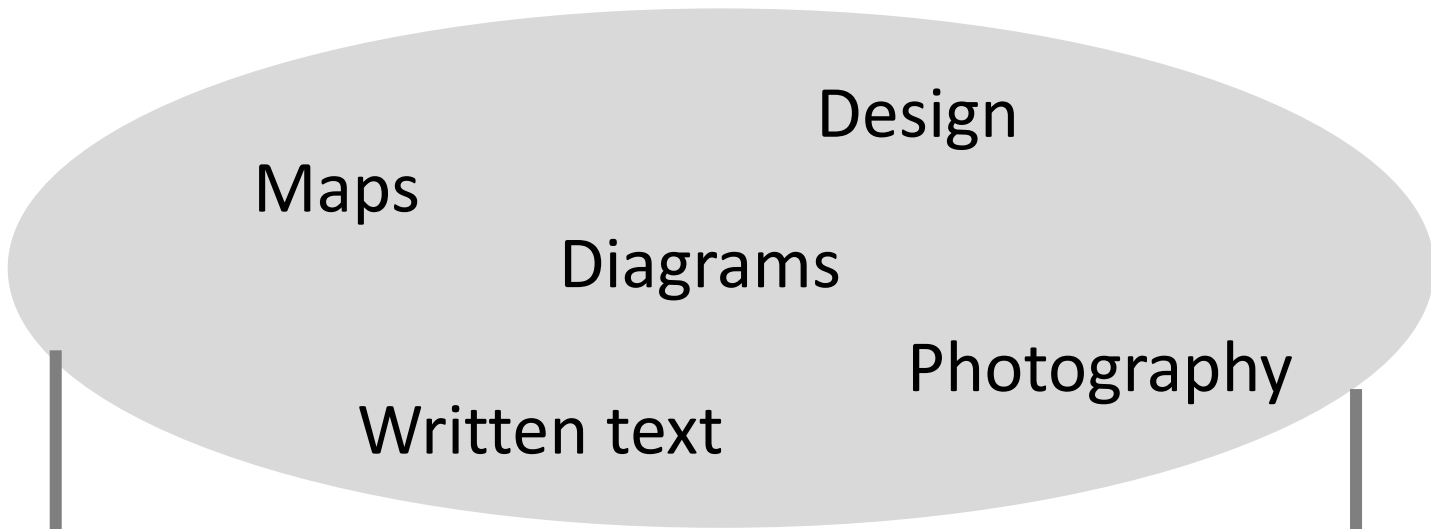 Design
Maps
Diagrams
Photography
Written text